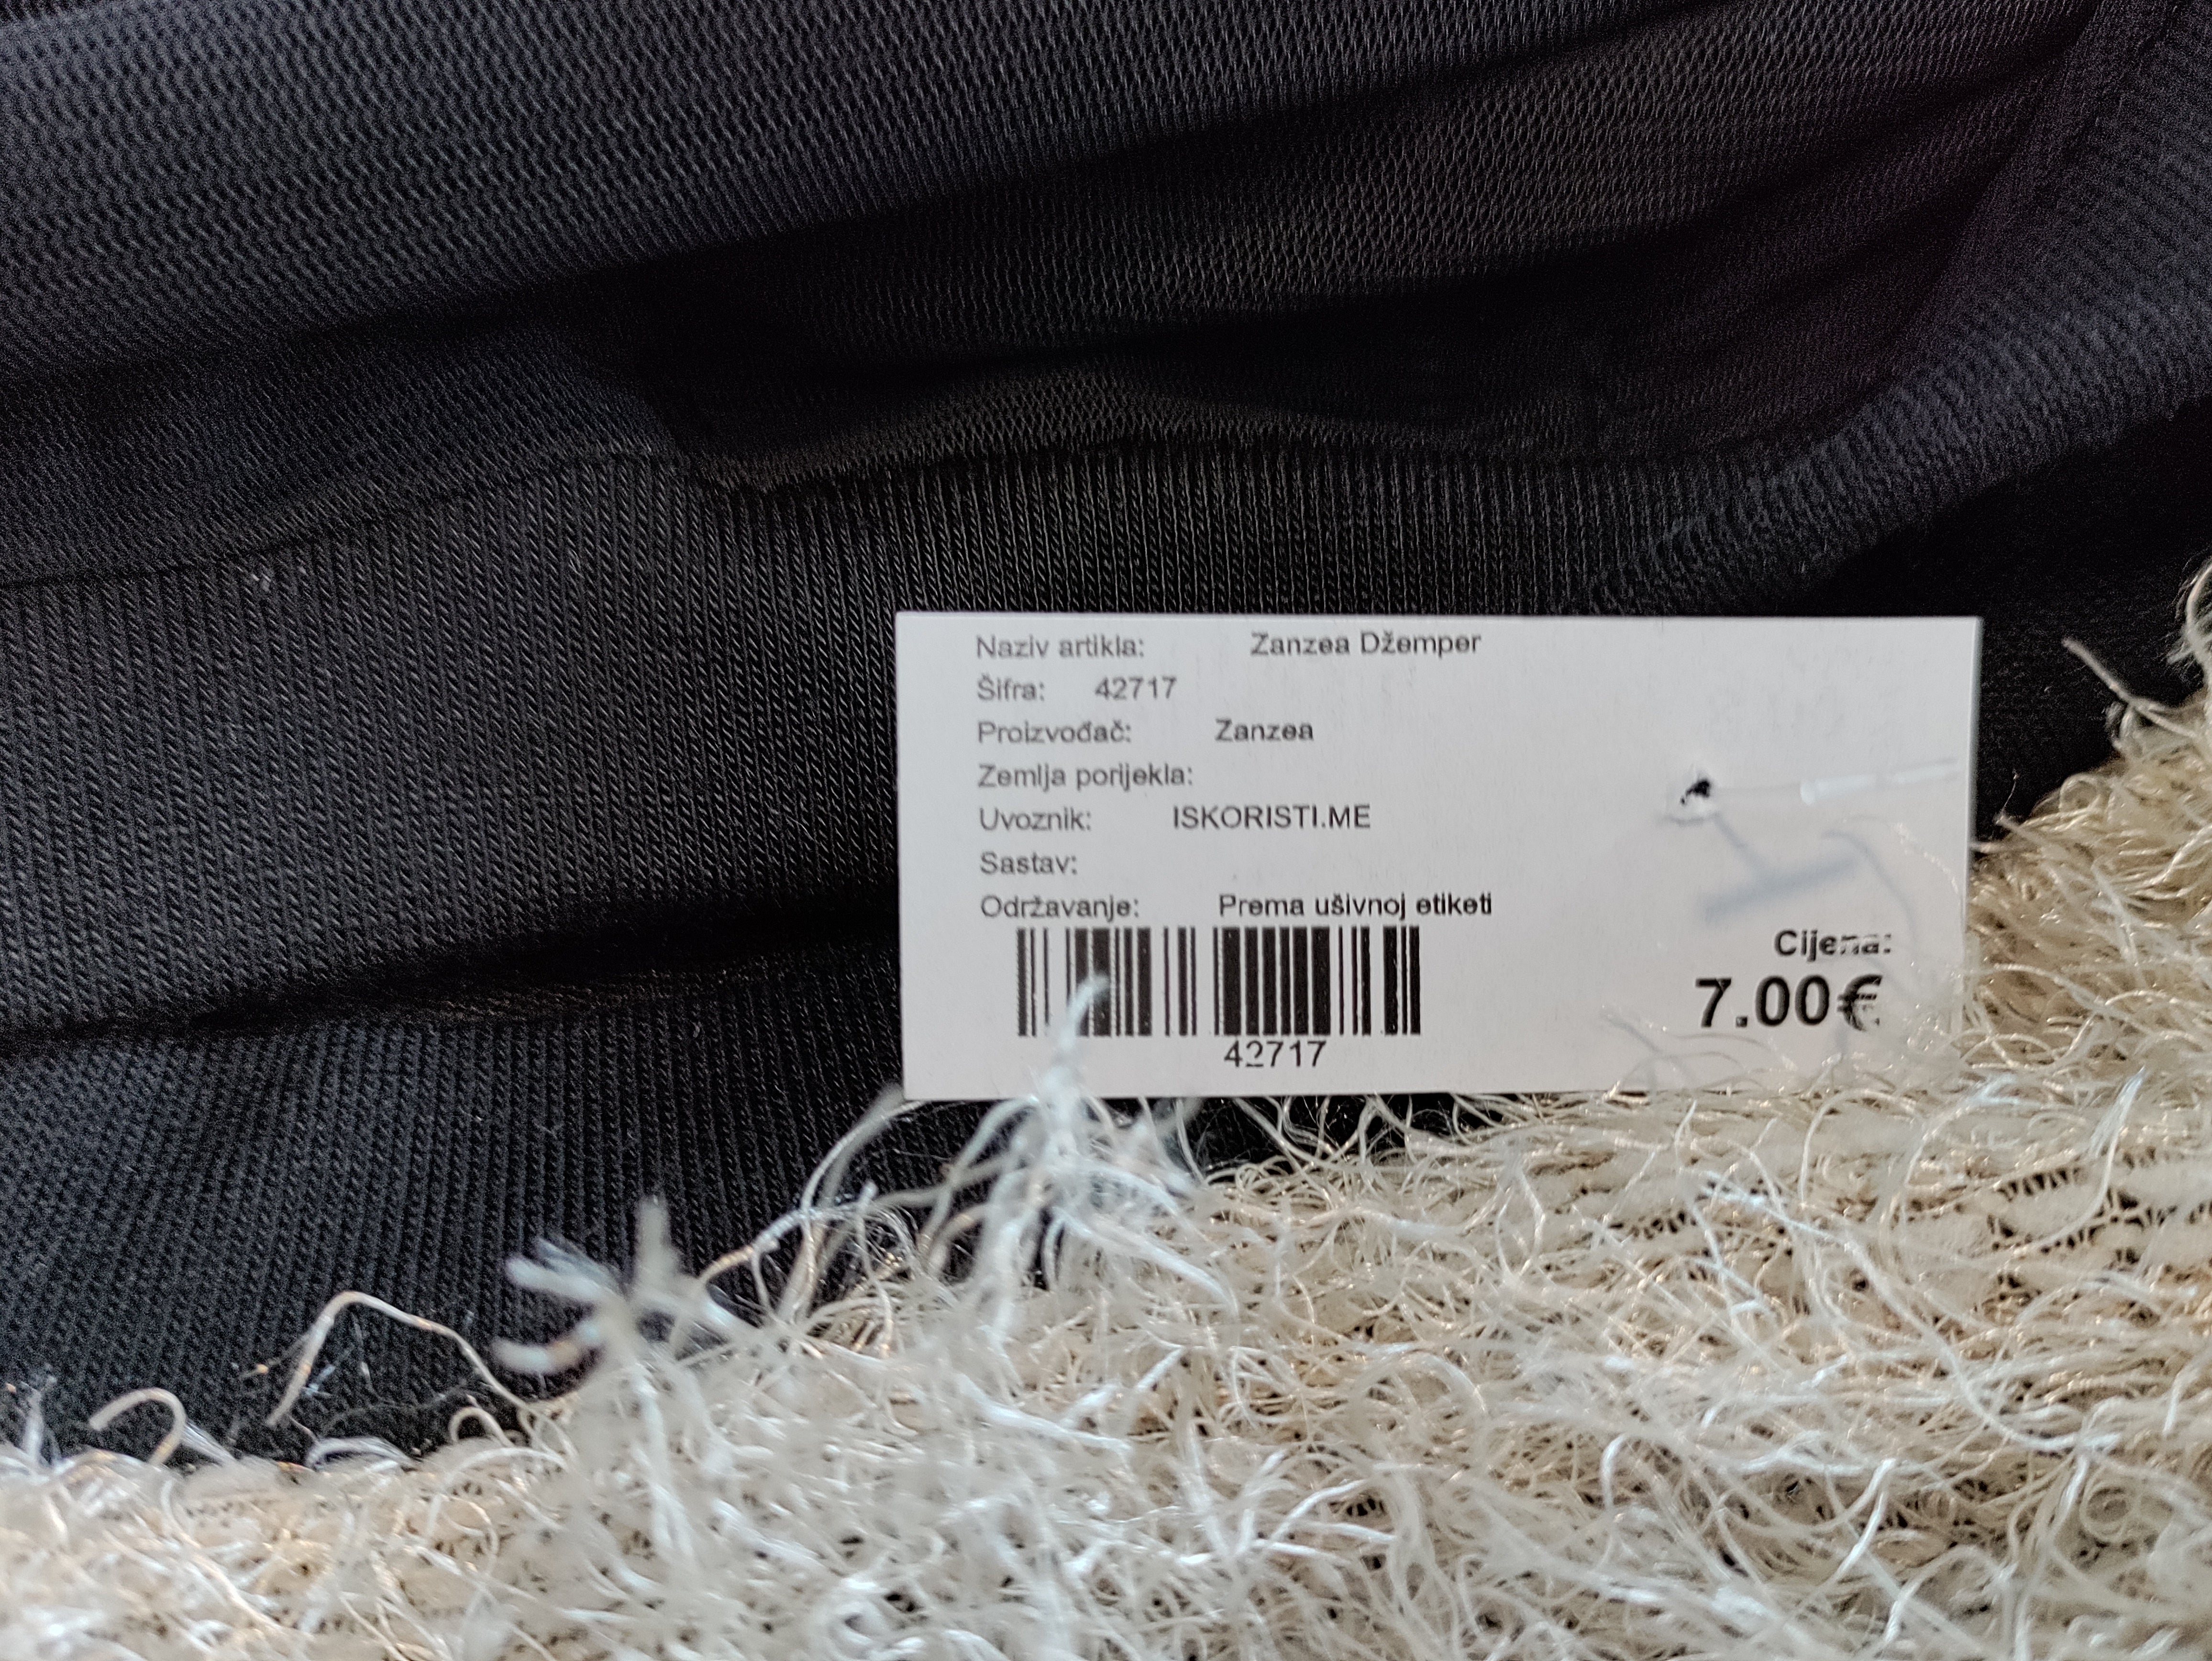 Naziv artikla: Zanzea Džemper
Šifra: 42717
Proizvođač: Zanzea
Zemlja porijekla:
Uvoznik: ISKORISTI.ME
Sastav:
Održavanje: Prema ušivnoj etiketi
Cijena:
7.00€
42717